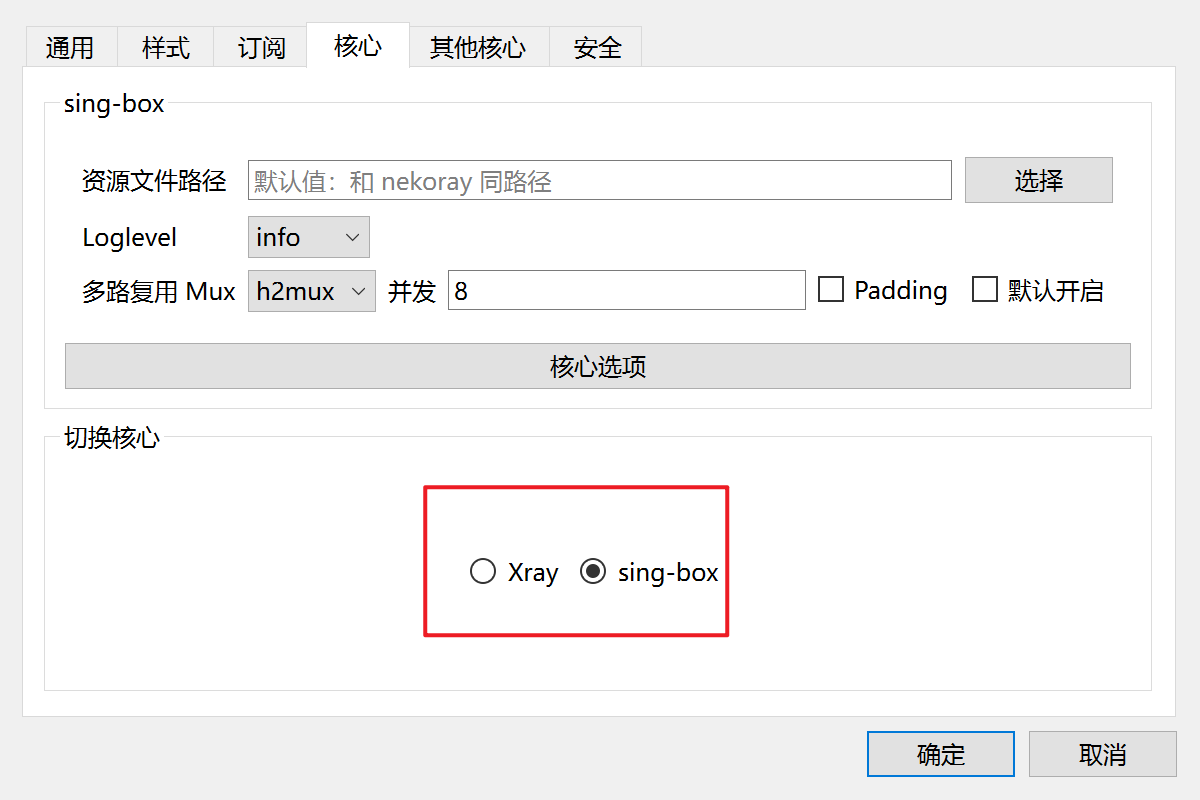 通用 样式 订阅 核心 其他核心 安全
sing-box
资源文件路径 默认值：和 nekoray 同路径 选择
Loglevel info
多路复用 Mux h2mux 并发 8 Padding 默认开启
核心选项
切换核心
Xray sing-box
确定 取消